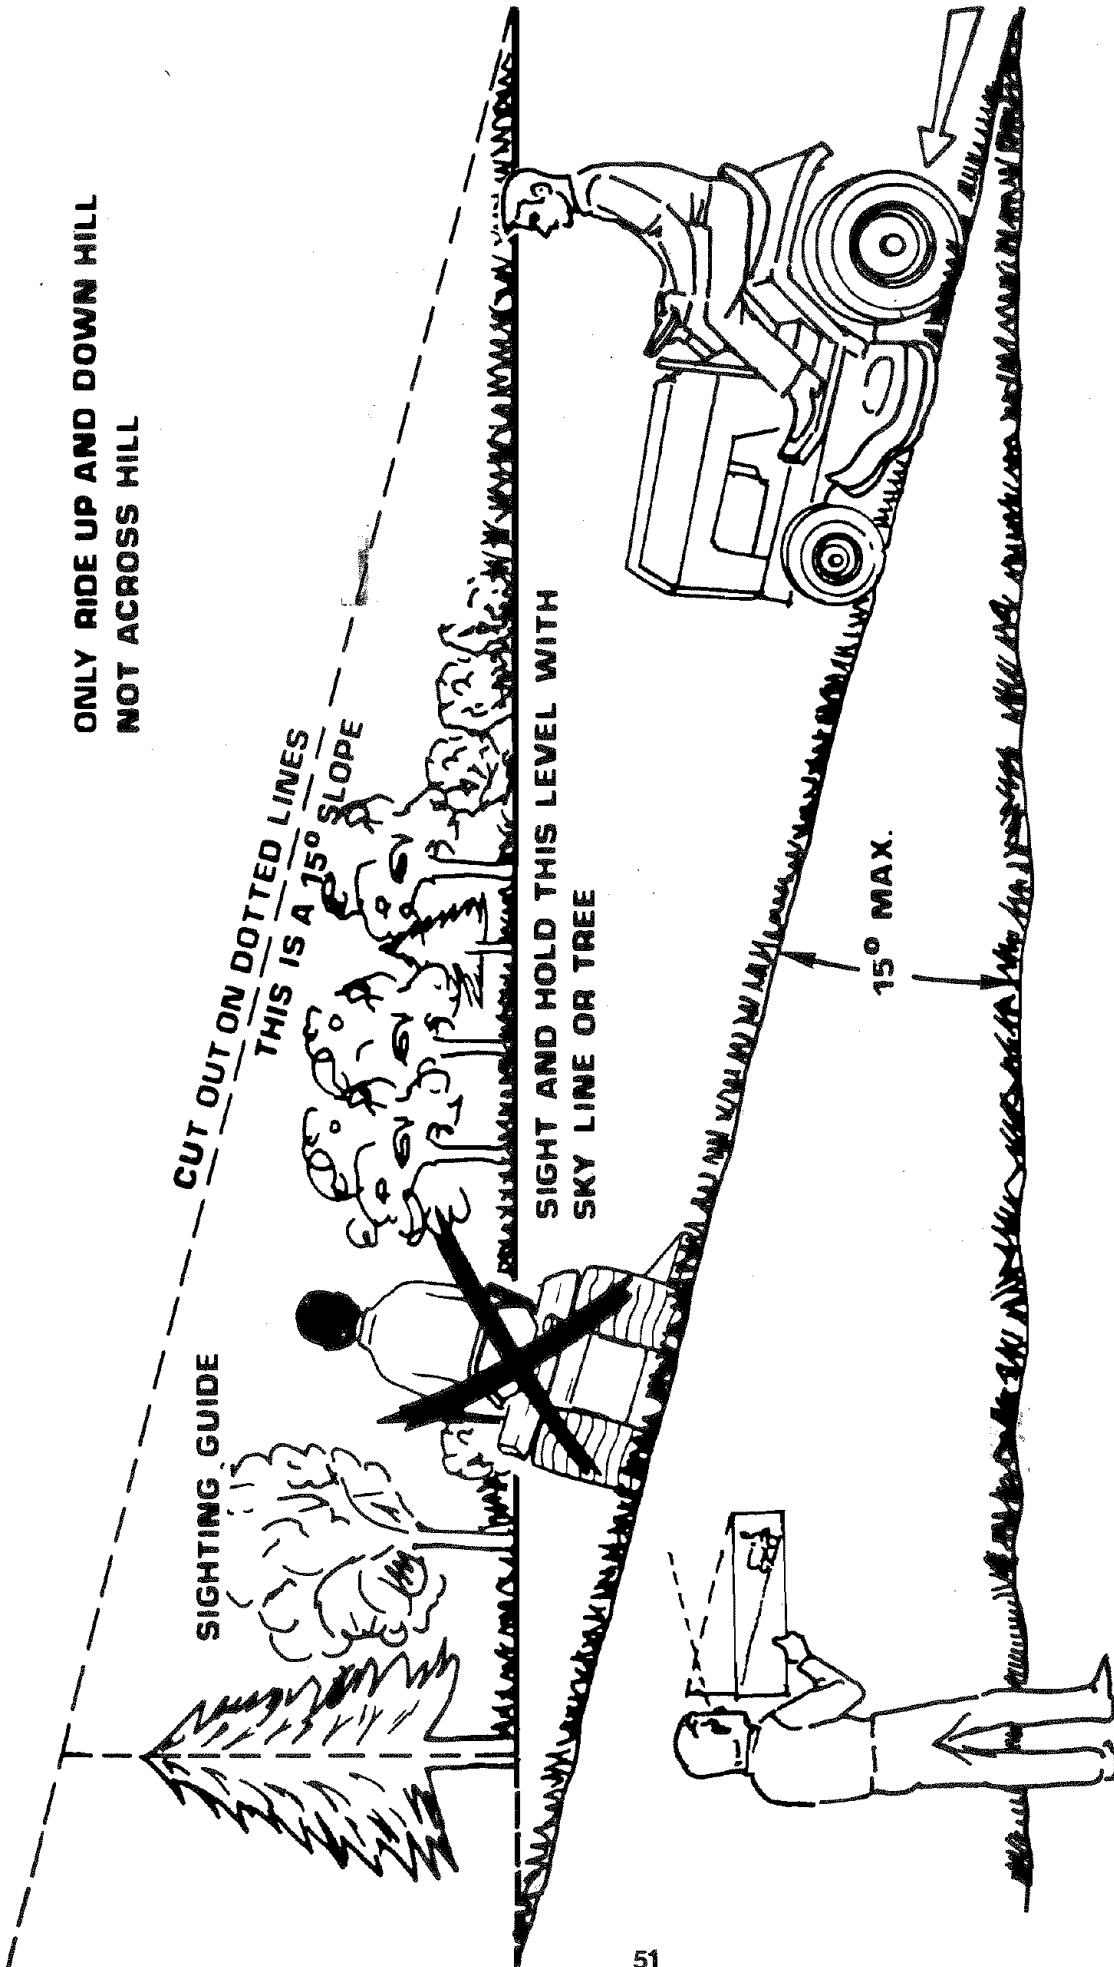 ONLY RIDE UP AND DOWN HILL
NOT ACROSS HILL
CUT OUT ON DOTTED LINES
THIS IS A 15° SLOPE
SIGHTING GUIDE
SIGHT AND HOLD THIS LEVEL WITH
SKY LINE OR TREE
15° MAX.
51